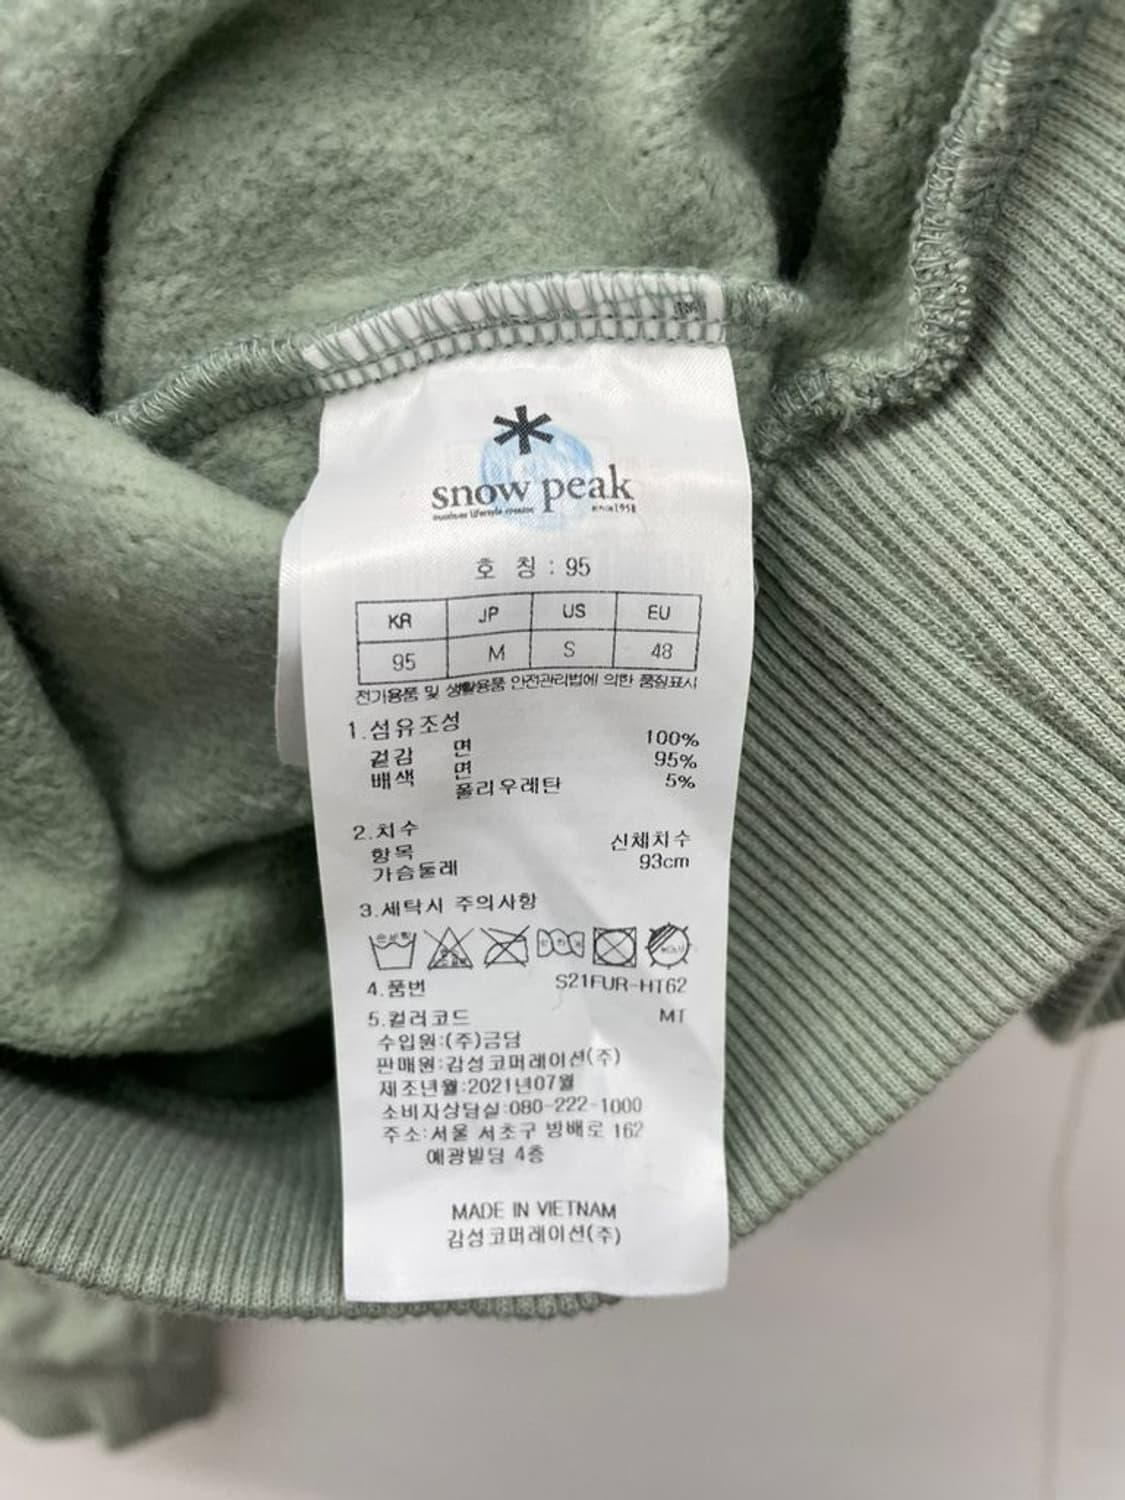 snow peak
호 칭 : 95
KR JP US EU
95 M S 48
전기용품 및 생활용품 안전관리법에 의한 품질표시
1.섬유조성
겉감 면 100%
배색 면 95%
폴리우레탄 5%
2.치수
항목 신체치수
가슴둘레 93cm
3.세탁시 주의사항
손세탁
4.품번 S21FUR-HT62
5.컬러코드 MT
수입원:(주)금담
판매원:감성코퍼레이션(주)
제조년월:2021년07월
소비자상담실:080-222-1000
주소:서울 서초구 방배로 162
예광빌딩 4층
MADE IN VIETNAM
감성코퍼레이션(주)